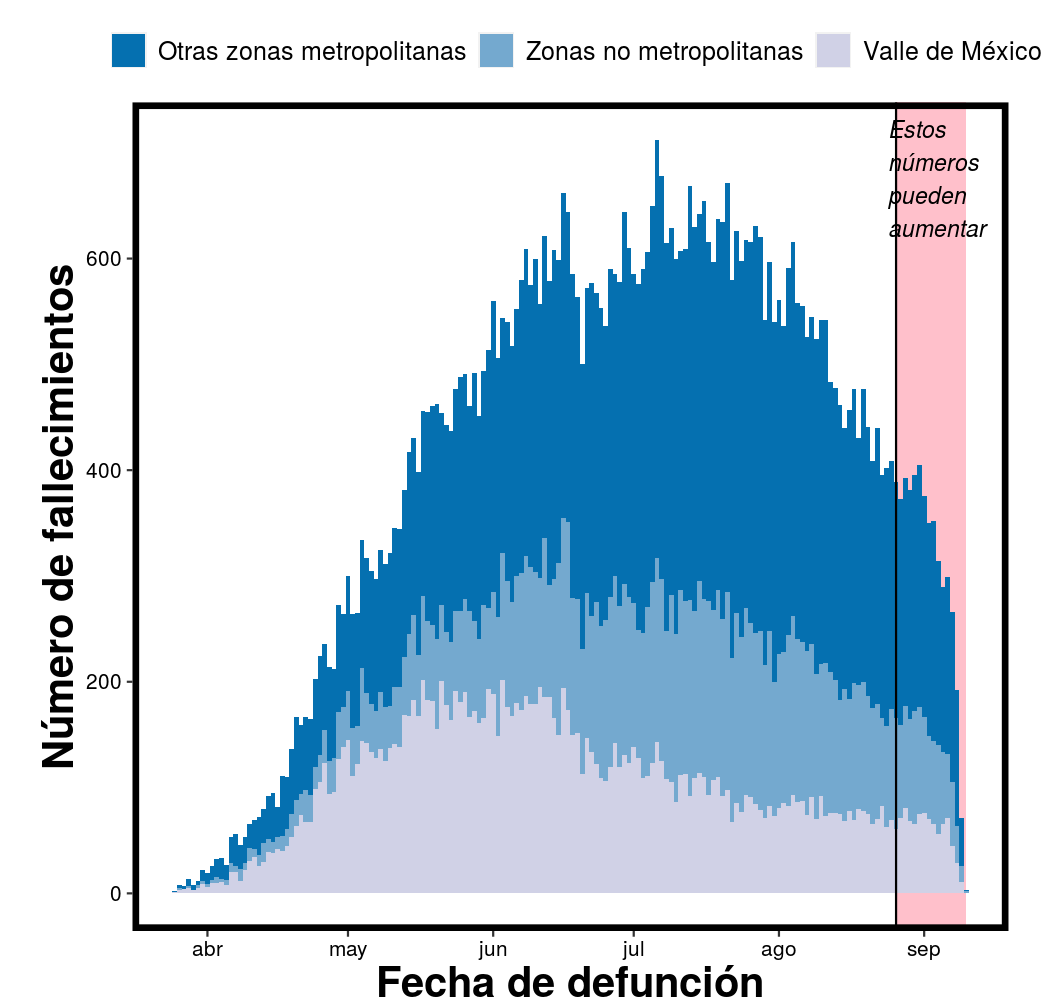 Otras zonas metropolitanas Zonas no metropolitanas Valle de México
Estos
números
pueden
aumentar
600
400
200
0
Número de fallecimientos
abr may jun jul ago sep
Fecha de defunción